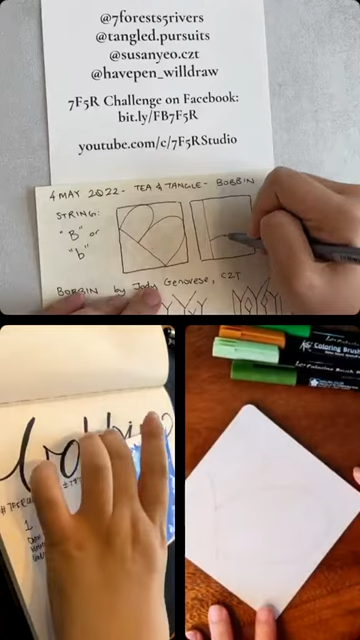 @7forests5rivers
@tangled.pursuits
@susanyeo.czt
@havepen_willdraw
7F5R Challenge on Facebook:
bit.ly/FB7F5R
youtube.com/c/7F5RStudio
4 MAY 2022 - TEA & TANGLE - BOBBIN
STRING:
"B" or
"b"
BOBBIN by Jody Genovese, CZT
Coloring Brush